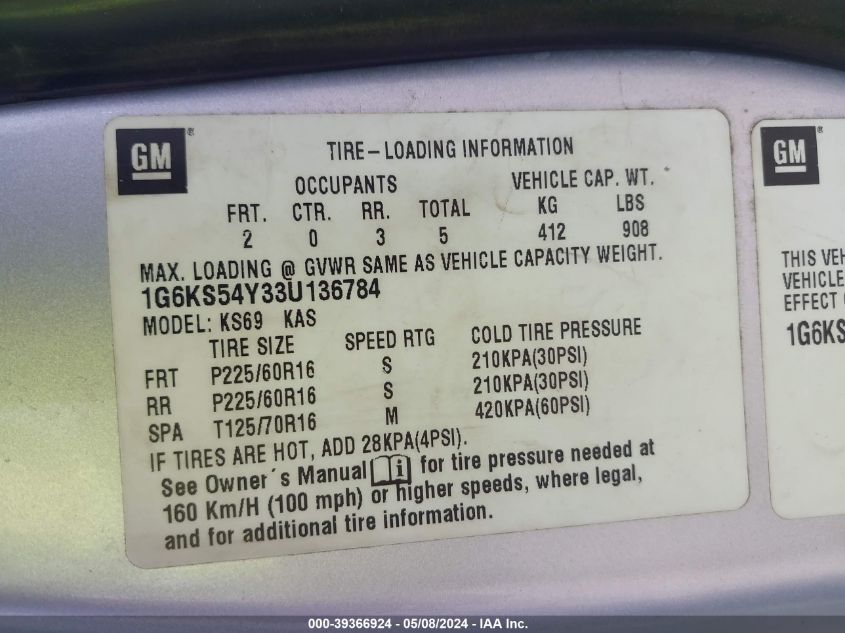 GM ®
TIRE–LOADING INFORMATION
OCCUPANTS VEHICLE CAP. WT.
FRT. CTR. RR. TOTAL KG LBS
2 0 3 5 412 908
MAX. LOADING @ GVWR SAME AS VEHICLE CAPACITY WEIGHT.
1G6KS54Y33U136784
MODEL: KS69 KAS
TIRE SIZE SPEED RTG COLD TIRE PRESSURE
FRT P225/60R16 S 210KPA(30PSI)
RR P225/60R16 S 210KPA(30PSI)
SPA T125/70R16 M 420KPA(60PSI)
IF TIRES ARE HOT, ADD 28KPA(4PSI).
See Owner´s Manual for tire pressure needed at
160 Km/H (100 mph) or higher speeds, where legal,
and for additional tire information.
GM
THIS VEH
VEHICLE
EFFECT
1G6KS
000-39366924 - 05/08/2024 - IAA Inc.